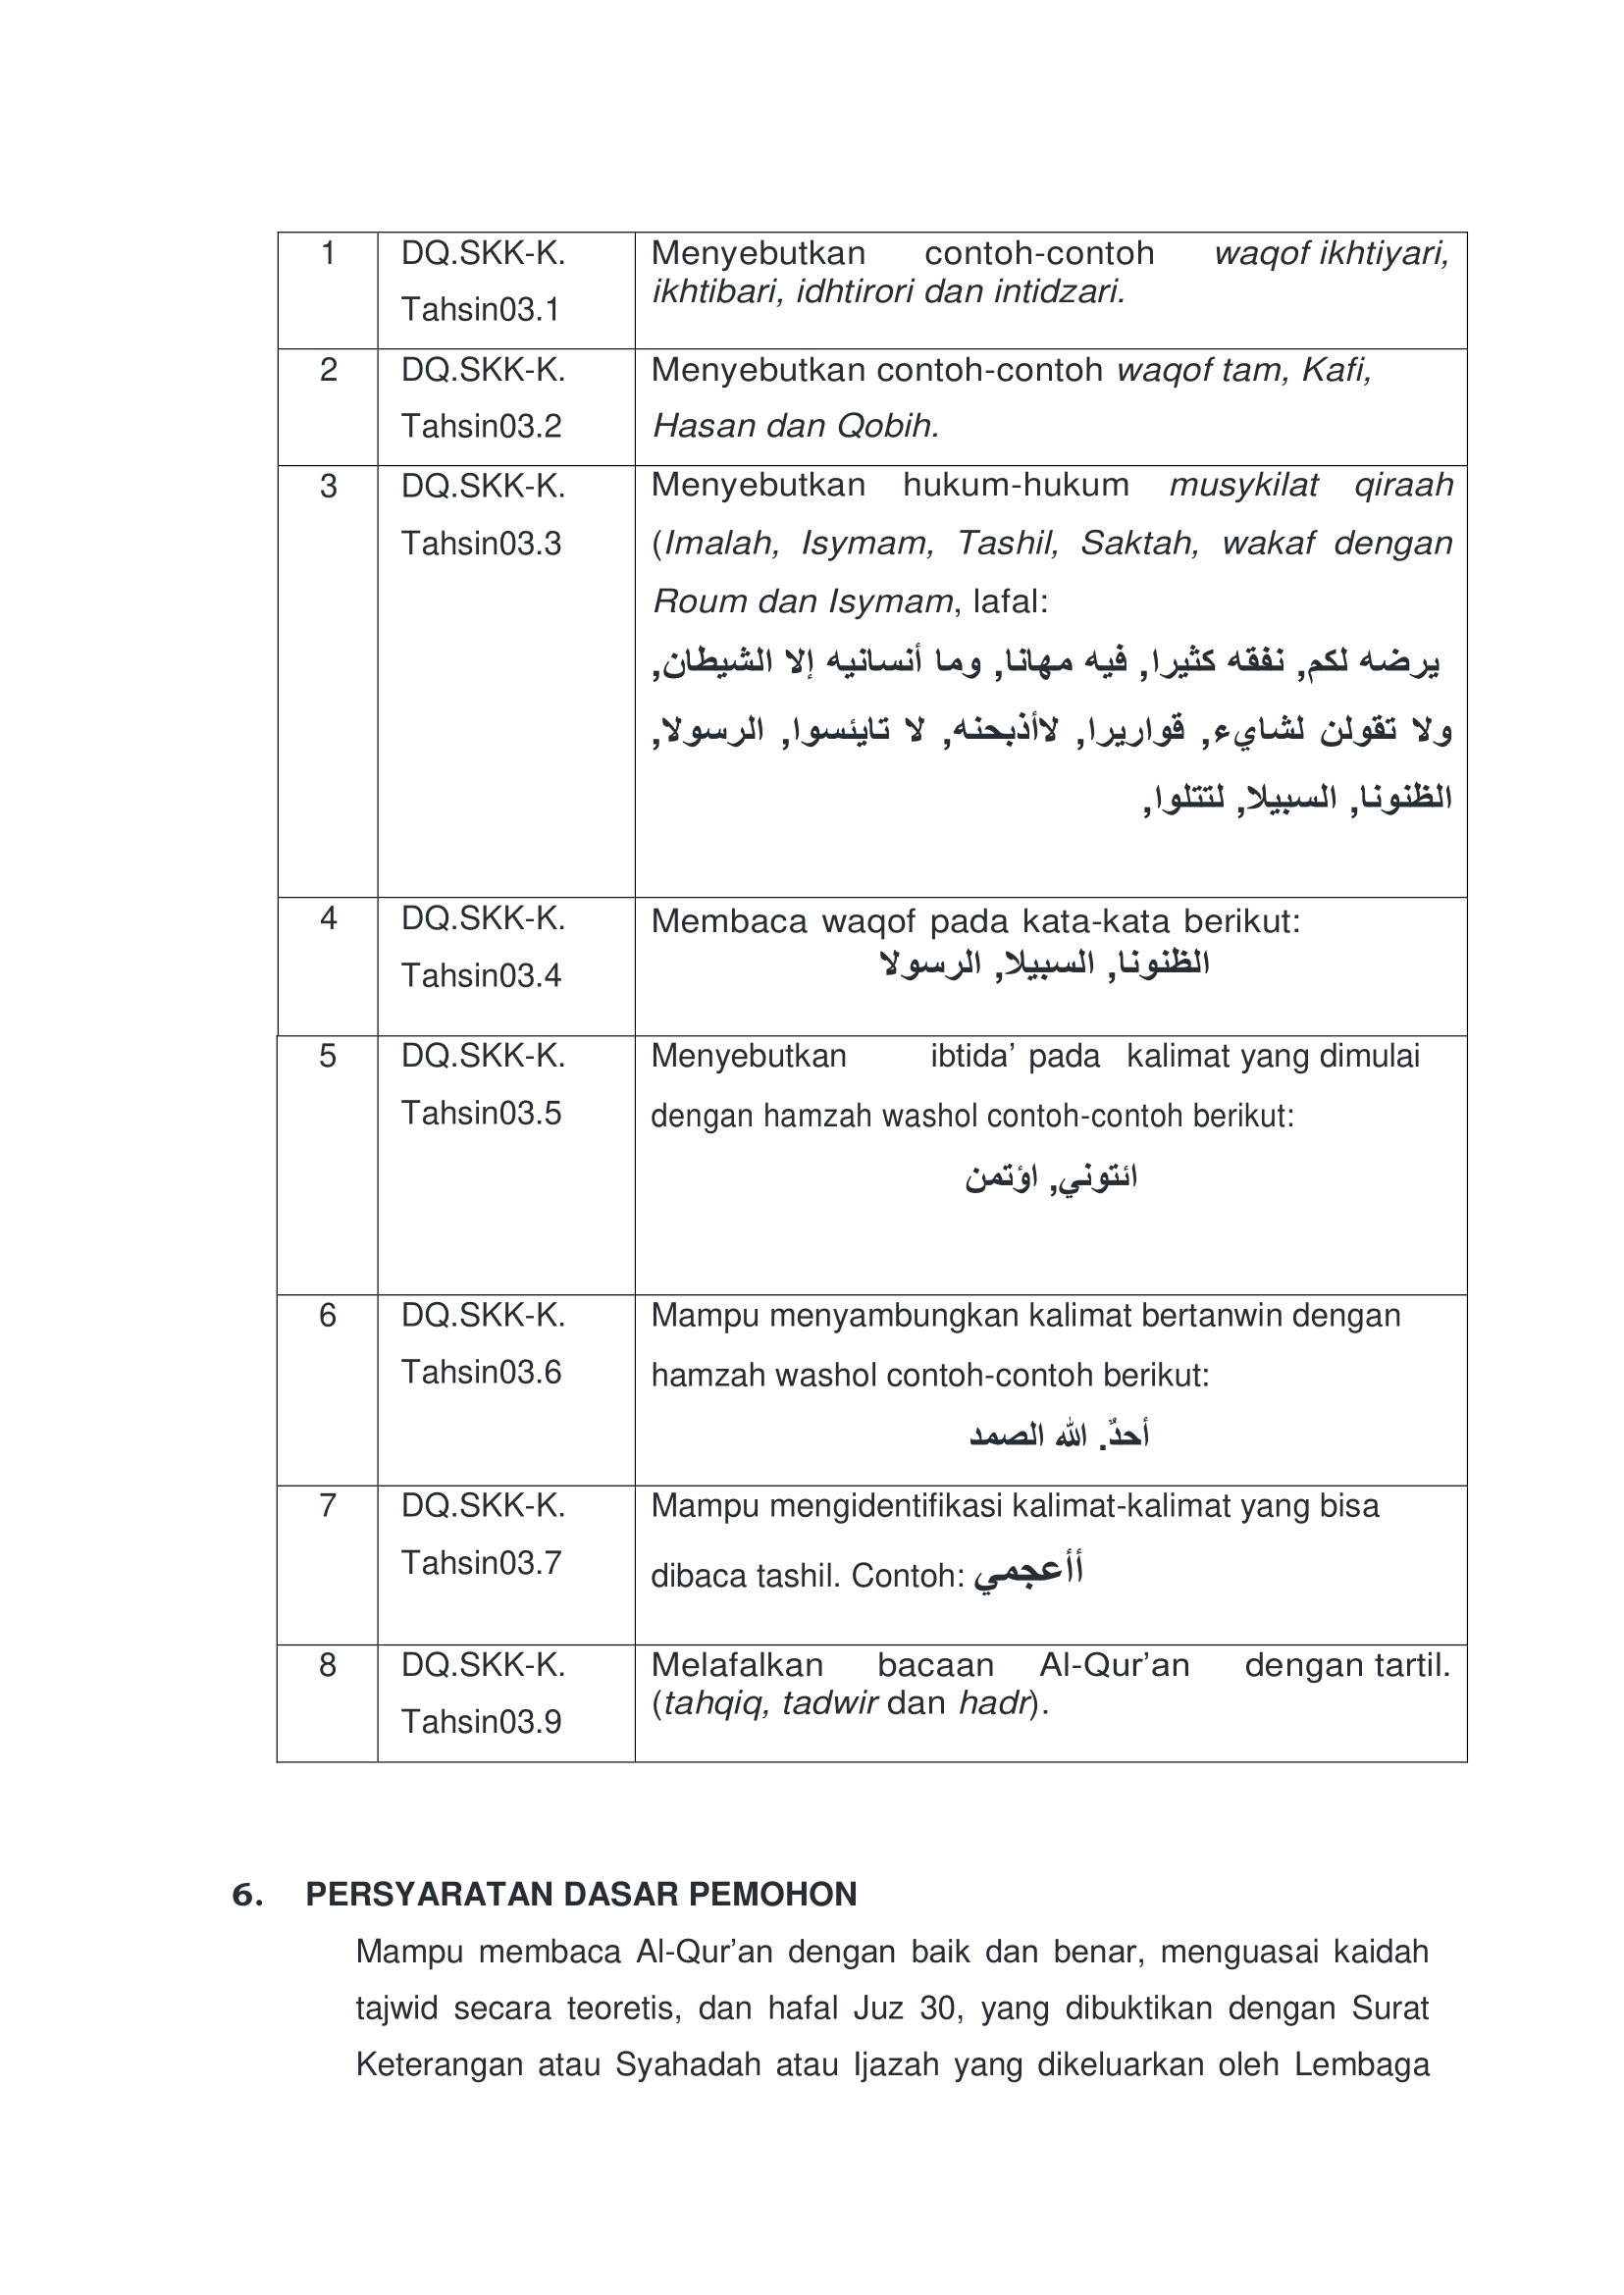 1 DQ.SKK-K. Menyebutkan contoh-contoh waqof ikhtiyari,
Tahsin03.1 ikhtibari, idhtirori dan intidzari.
2 DQ.SKK-K. Menyebutkan contoh-contoh waqof tam, Kafi,
Tahsin03.2 Hasan dan Qobih.
3 DQ.SKK-K. Menyebutkan hukum-hukum musykilat qiraah
Tahsin03.3 (Imalah, Isymam, Tashil, Saktah, wakaf dengan
Roum dan Isymam, lafal:
يرضه لكم, نفقه كثيرا, فيه مهانا, وما أنسانيه إلا الشيطان,
ولا تقولن لشايء, قواريرا, لاأذبحنه, لا تايئسوا, الرسولا,
الظنونا, السبيلا, لتتلوا,
4 DQ.SKK-K. Membaca waqof pada kata-kata berikut:
Tahsin03.4 الظنونا, السبيلا, الرسولا
5 DQ.SKK-K. Menyebutkan ibtida’ pada kalimat yang dimulai
Tahsin03.5 dengan hamzah washol contoh-contoh berikut:
ائتوني, اؤتمن
6 DQ.SKK-K. Mampu menyambungkan kalimat bertanwin dengan
Tahsin03.6 hamzah washol contoh-contoh berikut:
أحدٌ. الله الصمد
7 DQ.SKK-K. Mampu mengidentifikasi kalimat-kalimat yang bisa
Tahsin03.7 dibaca tashil. Contoh: أأعجمي
8 DQ.SKK-K. Melafalkan bacaan Al-Qur’an dengan tartil.
Tahsin03.9 (tahqiq, tadwir dan hadr).
6. PERSYARATAN DASAR PEMOHON
Mampu membaca Al-Qur’an dengan baik dan benar, menguasai kaidah
tajwid secara teoretis, dan hafal Juz 30, yang dibuktikan dengan Surat
Keterangan atau Syahadah atau Ijazah yang dikeluarkan oleh Lembaga